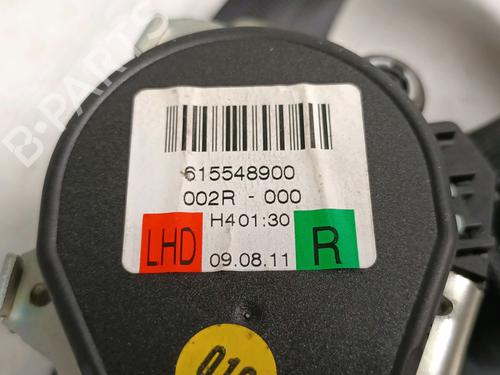 B-PARTS
615548900
002R - 000
H401:30
LHD 09.08.11 R